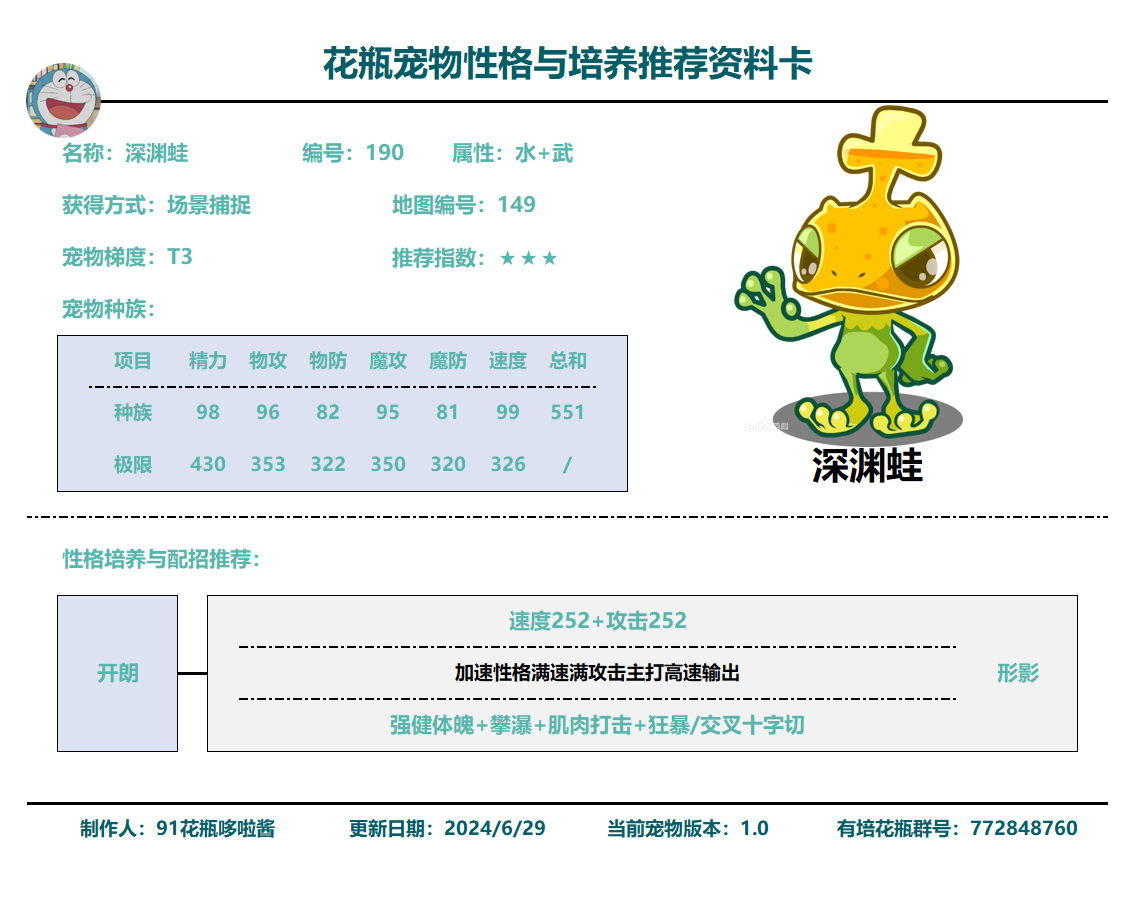 花瓶宠物性格与培养推荐资料卡
名称：深渊蛙 编号：190 属性：水+武
获得方式：场景捕捉 地图编号：149
宠物梯度：T3 推荐指数：★★★
宠物种族：
项目 精力 物攻 物防 魔攻 魔防 速度 总和
种族 98 96 82 95 81 99 551
极限 430 353 322 350 320 326 /
深渊蛙
性格培养与配招推荐：
速度252+攻击252
开朗 加速性格满速满攻击主打高速输出 形影
强健体魄+攀瀑+肌肉打击+狂暴/交叉十字切
制作人：91花瓶哆啦酱 更新日期：2024/6/29 当前宠物版本：1.0 有培花瓶群号：772848760